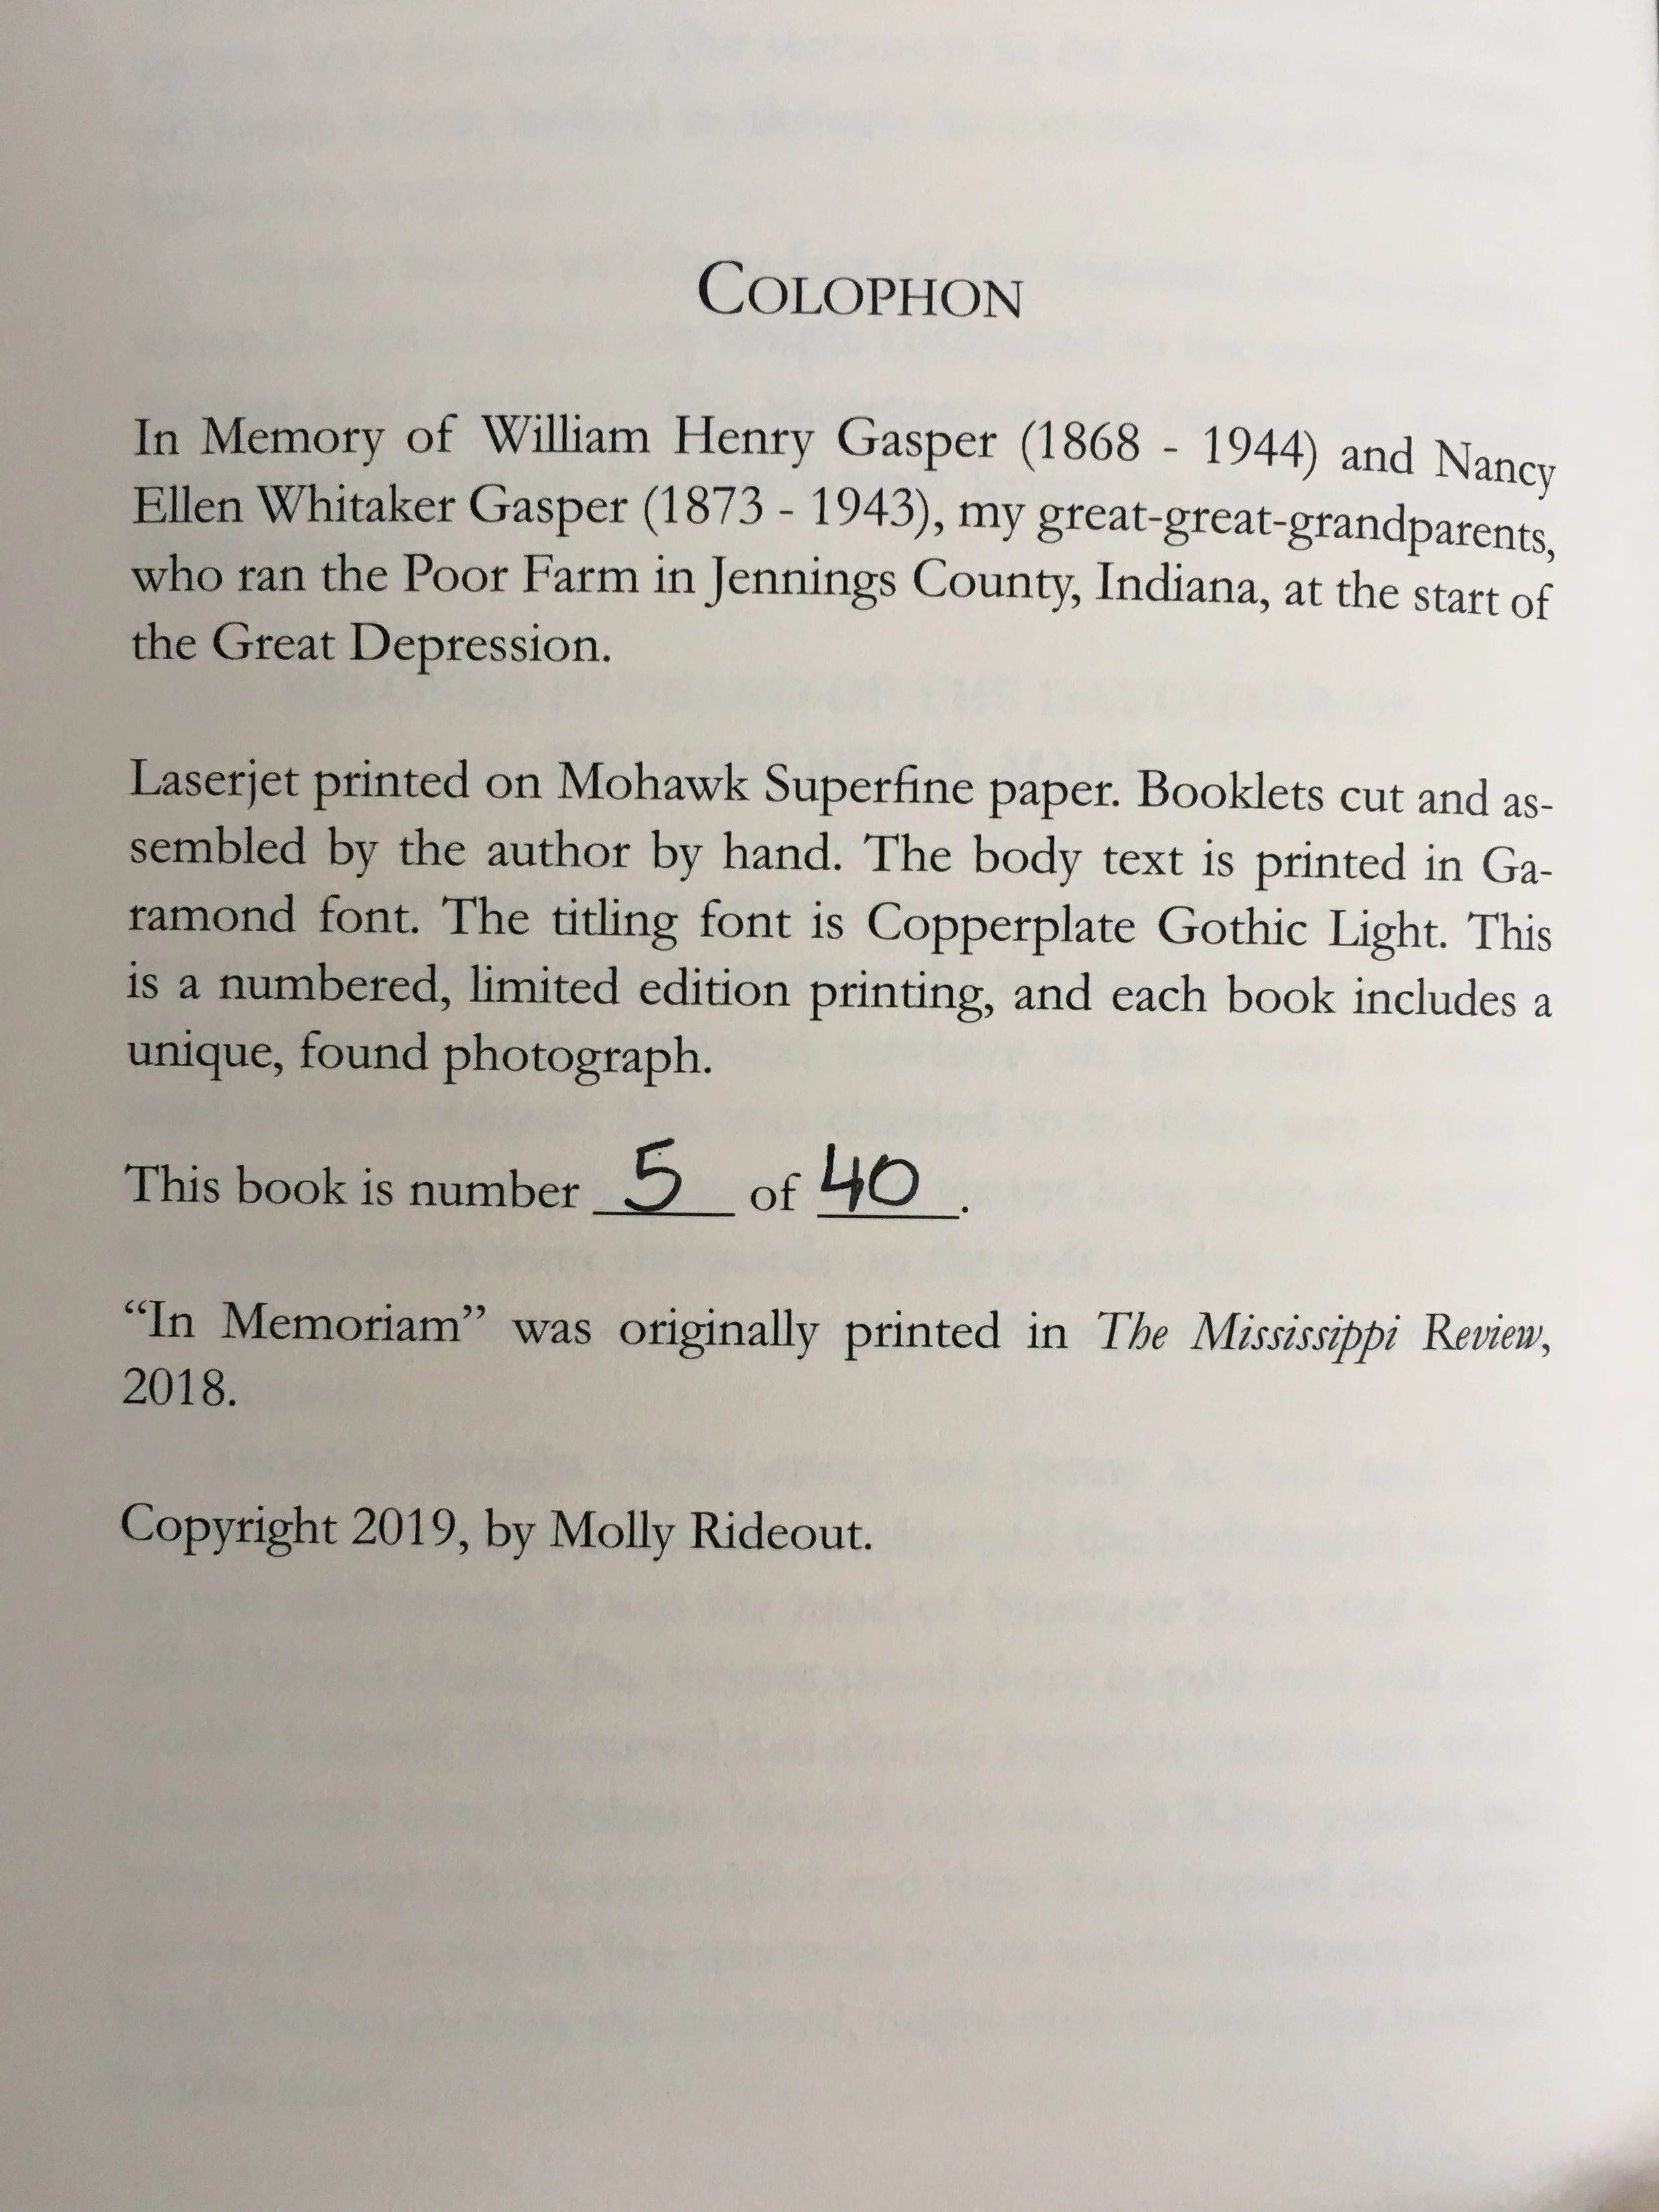 COLOPHON
In Memory of William Henry Gasper (1868 - 1944) and Nancy
Ellen Whitaker Gasper (1873 - 1943), my great-great-grandparents,
who ran the Poor Farm in Jennings County, Indiana, at the start of
the Great Depression.
Laserjet printed on Mohawk Superfine paper. Booklets cut and as-
sembled by the author by hand. The body text is printed in Ga-
ramond font. The titling font is Copperplate Gothic Light. This
is a numbered, limited edition printing, and each book includes a
unique, found photograph.
This book is number 5 of 40.
“In Memoriam” was originally printed in The Mississippi Review,
2018.
Copyright 2019, by Molly Rideout.